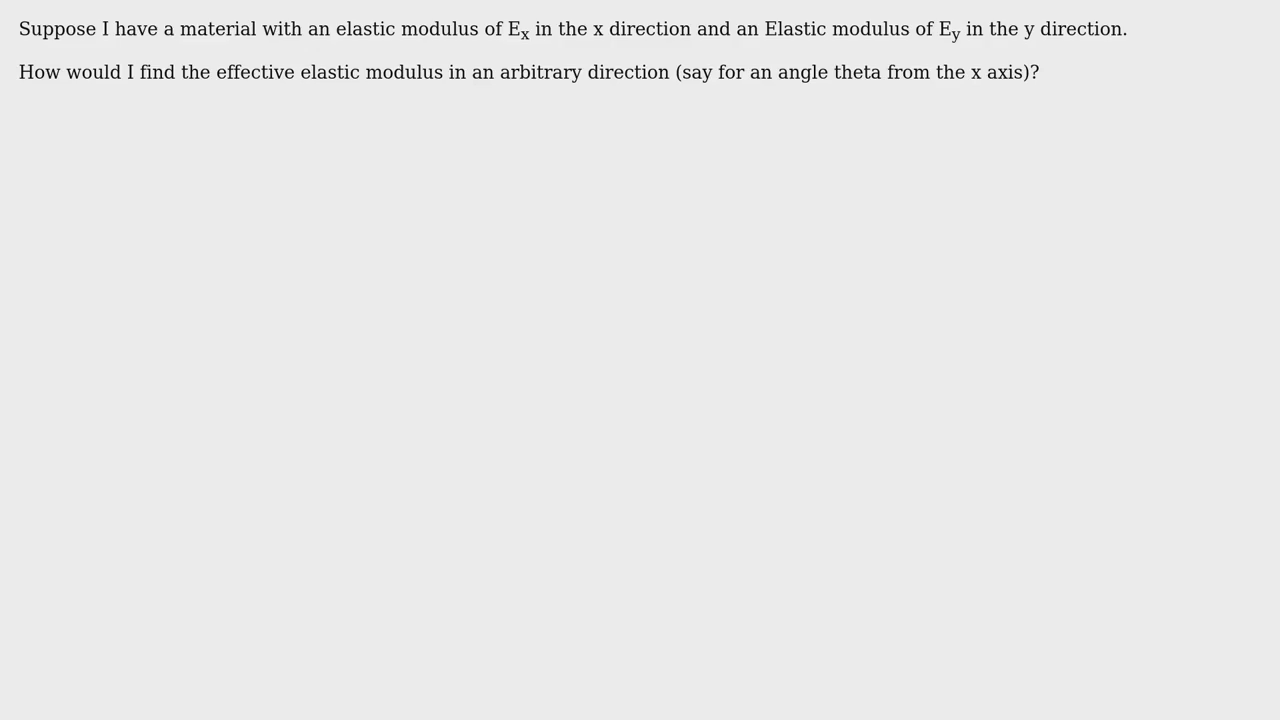 Suppose I have a material with an elastic modulus of Eₓ in the x direction and an Elastic modulus of E_y in the y direction.
How would I find the effective elastic modulus in an arbitrary direction (say for an angle theta from the x axis)?